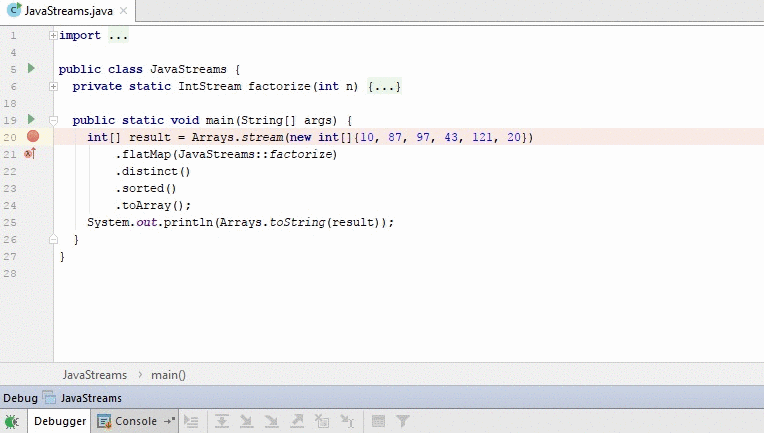 JavaStreams.java
1 import ...
4
5 public class JavaStreams {
6 private static IntStream factorize(int n) {...}
18
19 public static void main(String[] args) {
20 int[] result = Arrays.stream(new int[]{10, 87, 97, 43, 121, 20})
21 .flatMap(JavaStreams::factorize)
22 .distinct()
23 .sorted()
24 .toArray();
25 System.out.println(Arrays.toString(result));
26 }
27 }
28
JavaStreams > main()
Debug JavaStreams
Debugger Console